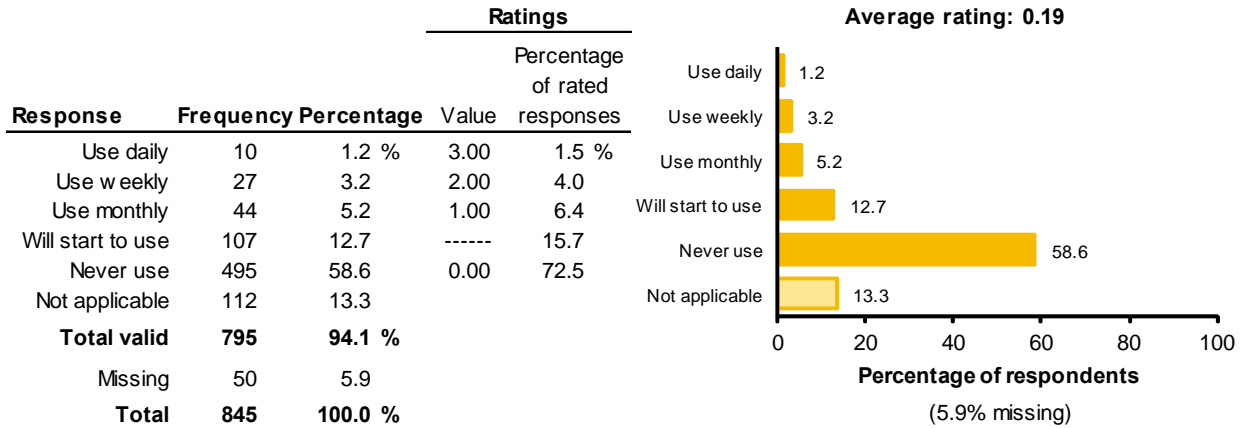 Ratings
Response Frequency Percentage Value Percentage of rated responses
Use daily 10 1.2 % 3.00 1.5 %
Use weekly 27 3.2 2.00 4.0
Use monthly 44 5.2 1.00 6.4
Will start to use 107 12.7 ------ 15.7
Never use 495 58.6 0.00 72.5
Not applicable 112 13.3
Total valid 795 94.1 %
Missing 50 5.9
Total 845 100.0 %
Average rating: 0.19
Use daily 1.2
Use weekly 3.2
Use monthly 5.2
Will start to use 12.7
Never use 58.6
Not applicable 13.3
0 20 40 60 80 100
Percentage of respondents
(5.9% missing)